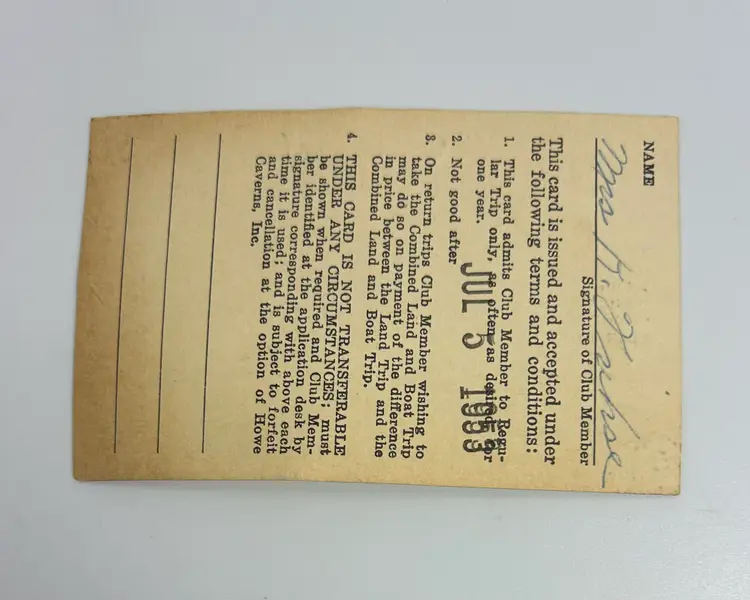 NAME Mrs H.
Signature of Club Member
This card is issued and accepted under
the following terms and conditions:
1. This card admits Club Member to Regu-
lar Trip only, as often as desired for
one year.
2. Not good after JUL 5 1953
3. On return trips Club Member wishing to
take the Combined Land and Boat Trip
may do so on payment of the difference
in price between the Land Trip and the
Combined Land and Boat Trip.
4. THIS CARD IS NOT TRANSFERABLE
UNDER ANY CIRCUMSTANCES; must
be shown when required and Club Mem-
ber identified at the application desk by
signature corresponding with above each
time it is used; and is subject to forfeit
and cancellation at the option of Howe
Caverns, Inc.